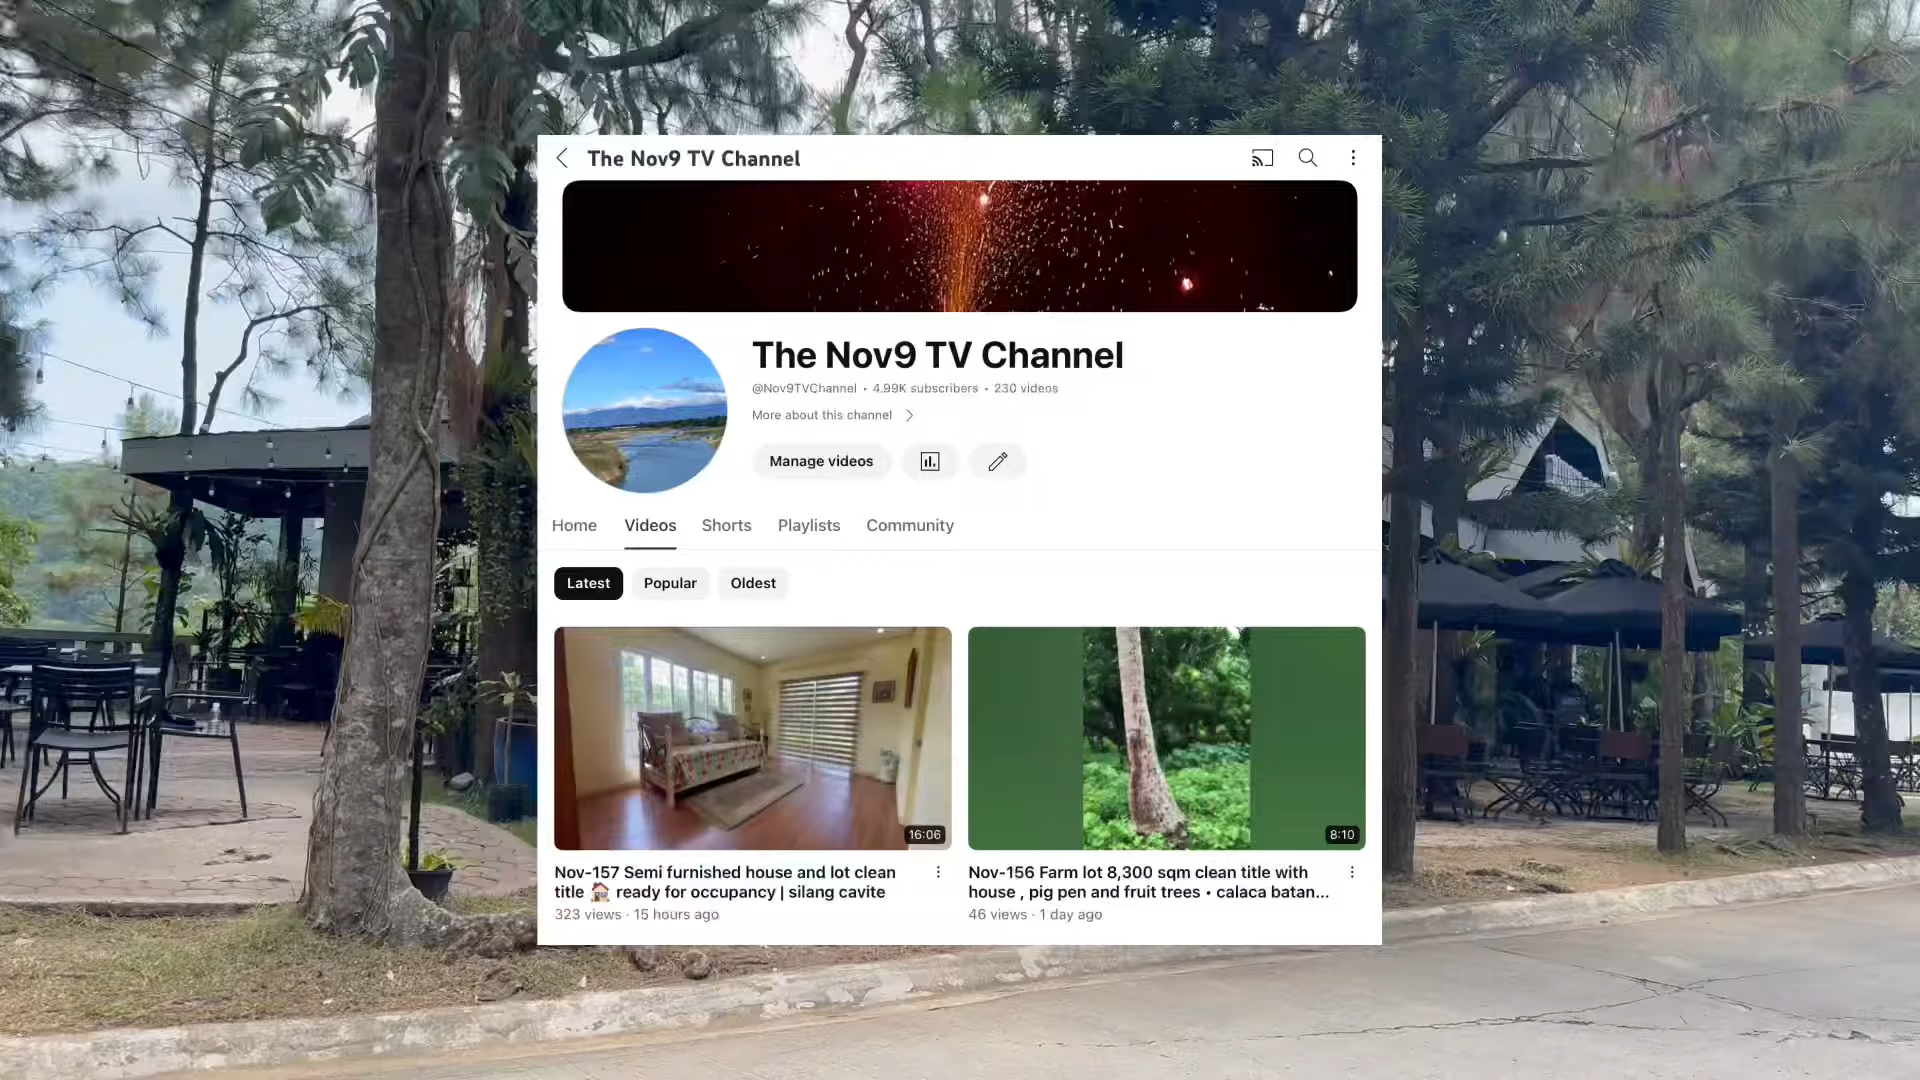 The Nov9 TV Channel
The Nov9 TV Channel
@Nov9TVChannel • 4.99K subscribers • 230 videos
More about this channel
Manage videos
Home Videos Shorts Playlists Community
Latest Popular Oldest
16:06
8:10
Nov-157 Semi furnished house and lot clean
title 🏠 ready for occupancy | silang cavite
323 views · 15 hours ago
Nov-156 Farm lot 8,300 sqm clean title with
house , pig pen and fruit trees • calaca batan...
46 views · 1 day ago